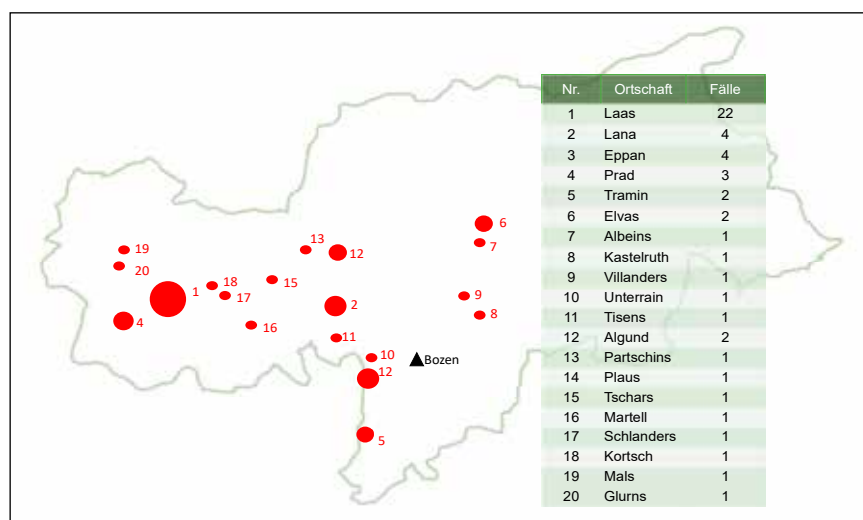 Nr. Ortschaft Fälle
1 Laas 22
2 Lana 4
3 Eppan 4
4 Prad 3
5 Tramin 2
6 Elvas 2
7 Albeins 1
8 Kastelruth 1
9 Villanders 1
10 Unterrain 1
11 Tisens 1
12 Algund 2
13 Partschins 1
14 Plaus 1
15 Tschars 1
16 Martell 1
17 Schlanders 1
18 Kortsch 1
19 Mals 1
20 Glurns 1
6
7
13
12
19
20
18
17
15
1
2
9
8
4
16
11
10
Bozen
12
5